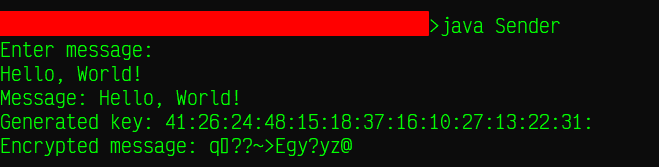 >java Sender
Enter message:
Hello, World!
Message: Hello, World!
Generated key: 41:26:24:48:15:18:37:16:10:27:13:22:31:
Encrypted message: q▯??~>Egy?yz@